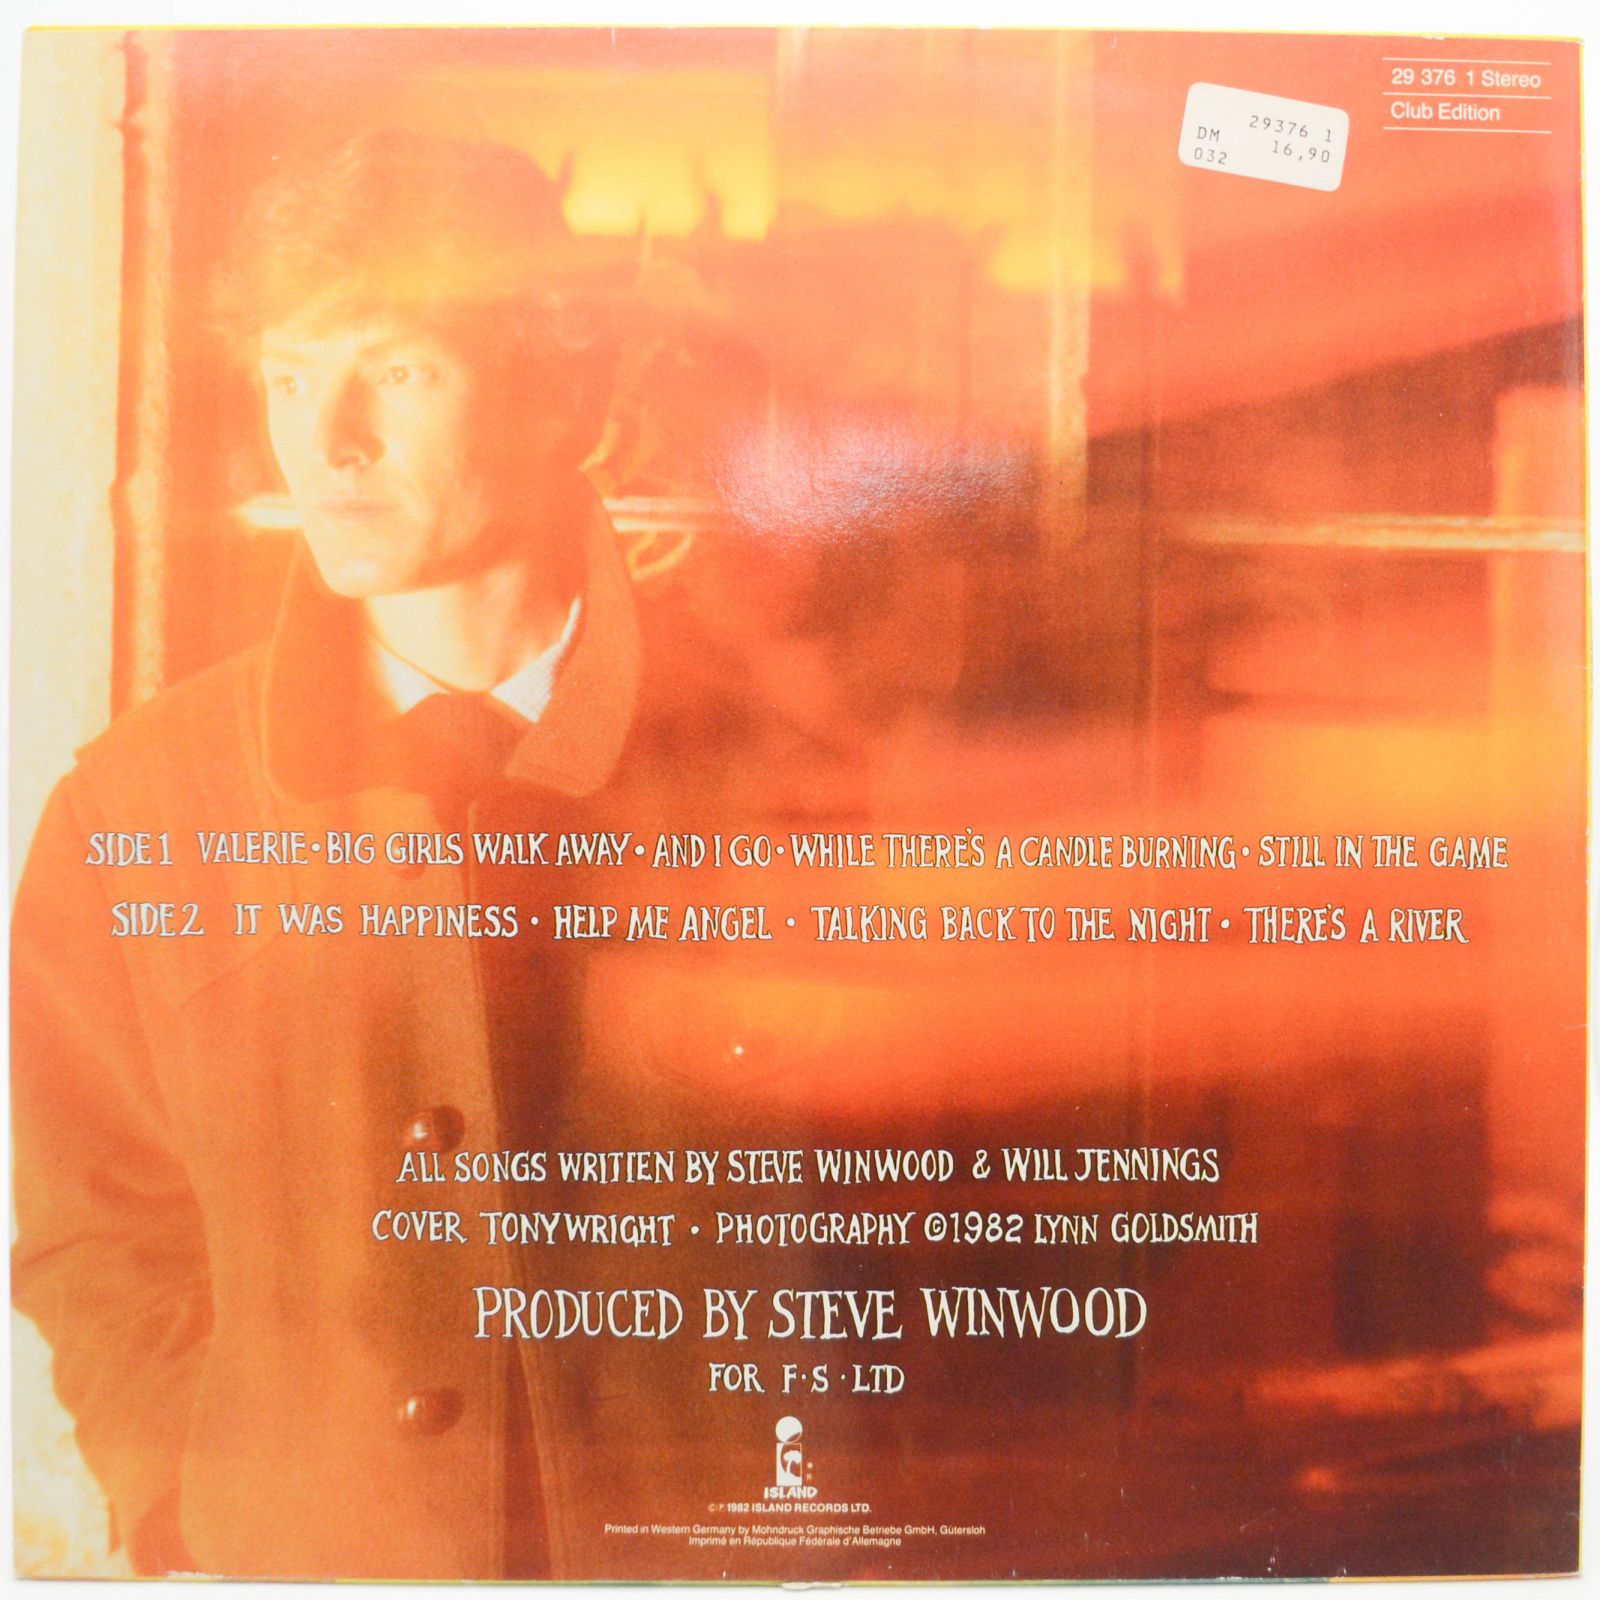 29 376 1 Stereo
Club Edition
29376 1
DM 16,90
032
SIDE 1 VALERIE · BIG GIRLS WALK AWAY · AND I GO · WHILE THERE'S A CANDLE BURNING · STILL IN THE GAME
SIDE 2 IT WAS HAPPINESS · HELP ME ANGEL · TALKING BACK TO THE NIGHT · THERE'S A RIVER
ALL SONGS WRITTEN BY STEVE WINWOOD & WILL JENNINGS
COVER TONY WRIGHT · PHOTOGRAPHY ©1982 LYNN GOLDSMITH
PRODUCED BY STEVE WINWOOD
FOR F·S·LTD
ISLAND
©℗ 1982 ISLAND RECORDS LTD.
Printed in Western Germany by Mohndruck Graphische Betriebe GmbH, Gütersloh
Imprimé en République Fédérale d'Allemagne